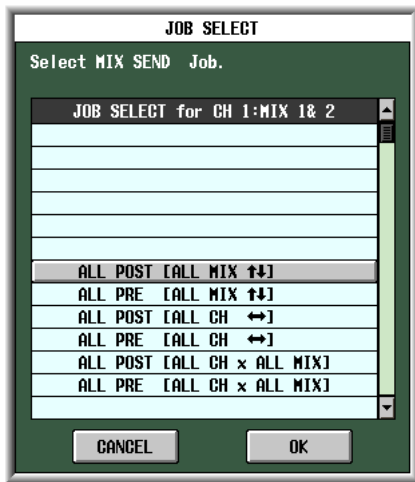 JOB SELECT
Select MIX SEND Job.
JOB SELECT for CH 1:MIX 1& 2
ALL POST [ALL MIX ⬆⬇]
ALL PRE [ALL MIX ⬆⬇]
ALL POST [ALL CH ↔]
ALL PRE [ALL CH ↔]
ALL POST [ALL CH x ALL MIX]
ALL PRE [ALL CH x ALL MIX]
CANCEL OK